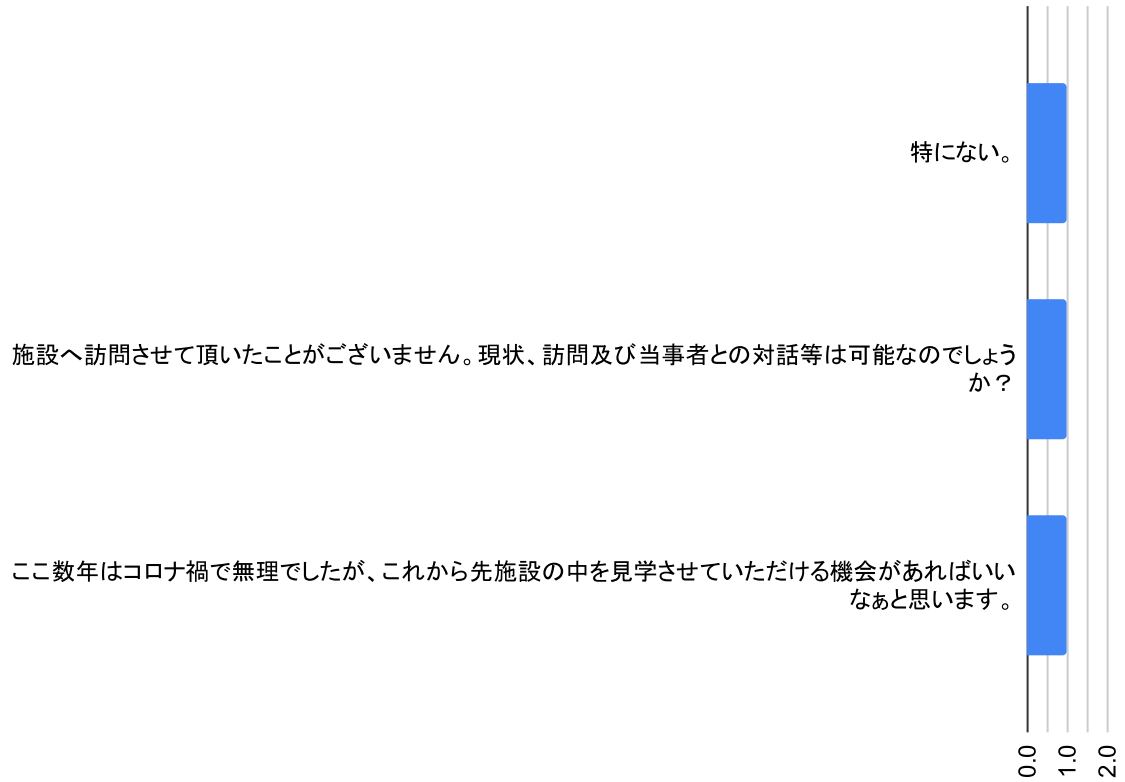 特にない。
施設へ訪問させて頂いたことがございません。現状、訪問及び当事者との対話等は可能なのでしょう
か？
ここ数年はコロナ禍で無理でしたが、これから先施設の中を見学させていただける機会があればいい
なぁと思います。
0.0
1.0
2.0